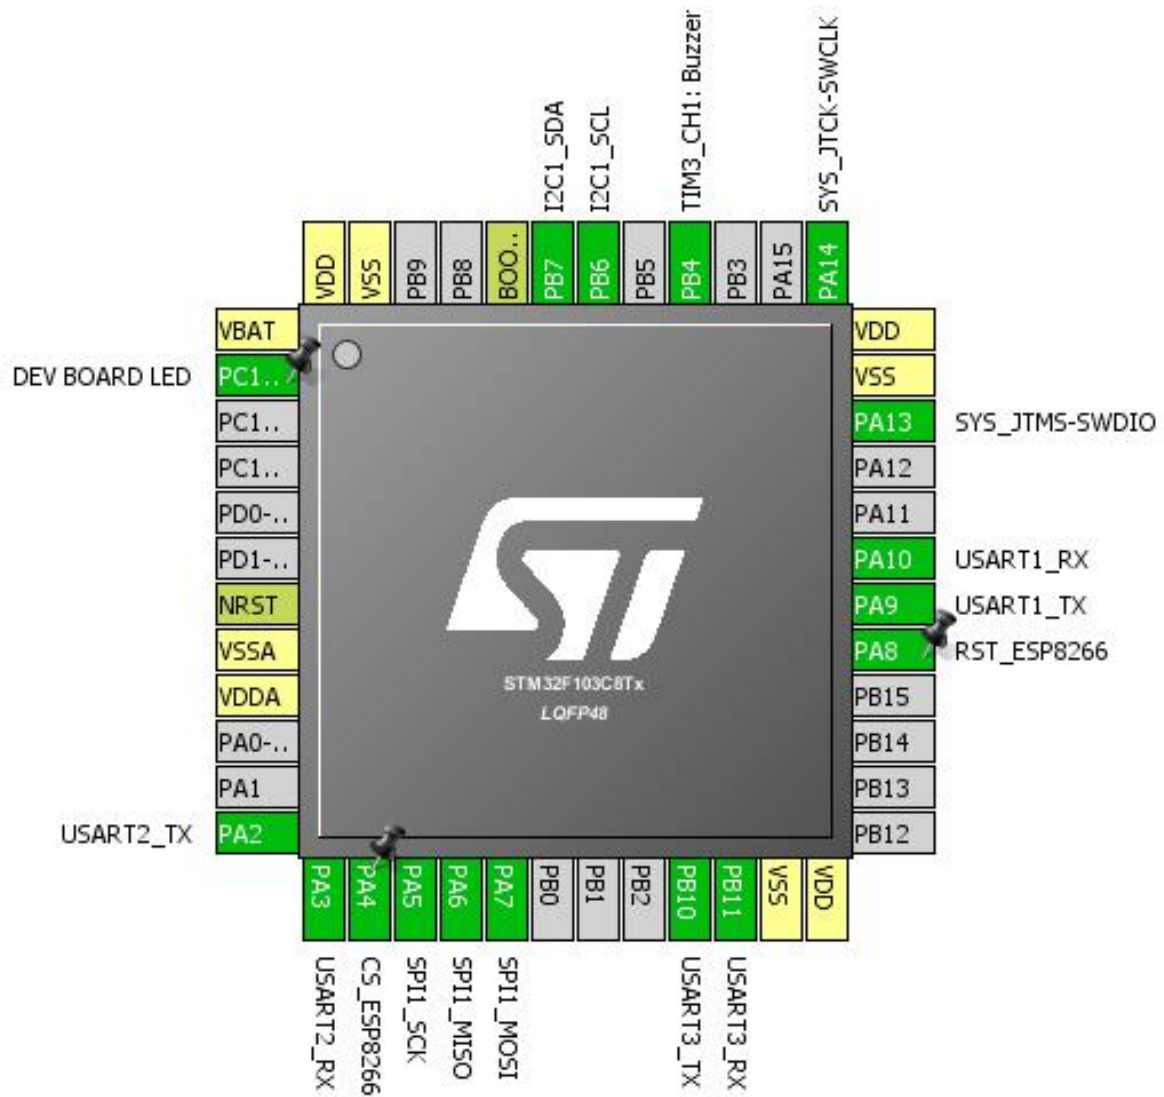 I2C1_SDA
I2C1_SCL
TIM3_CH1: Buzzer
SYS_JTCK-SWCLK
VDD
VSS
PB9
PB8
BOO..
PB7
PB6
PB5
PB4
PB3
PA15
PA14
VBAT
DEV BOARD LED PC1..
PC1..
PC1..
PD0-..
PD1-..
NRST
VSSA
VDDA
PA0-..
PA1
USART2_TX PA2
STM32F103C8Tx
LQFP48
VDD
VSS
PA13 SYS_JTMS-SWDIO
PA12
PA11
PA10 USART1_RX
PA9 USART1_TX
PA8 RST_ESP8266
PB15
PB14
PB13
PB12
PA3
PA4
PA5
PA6
PA7
PB0
PB1
PB2
PB10
PB11
VSS
VDD
USART2_RX
CS_ESP8266
SPI1_SCK
SPI1_MISO
SPI1_MOSI
USART3_TX
USART3_RX